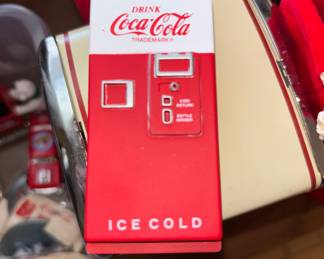 DRINK
Coca-Cola
TRADEMARK®
COIN
RETURN
BOTTLE
OPENER
ICE COLD